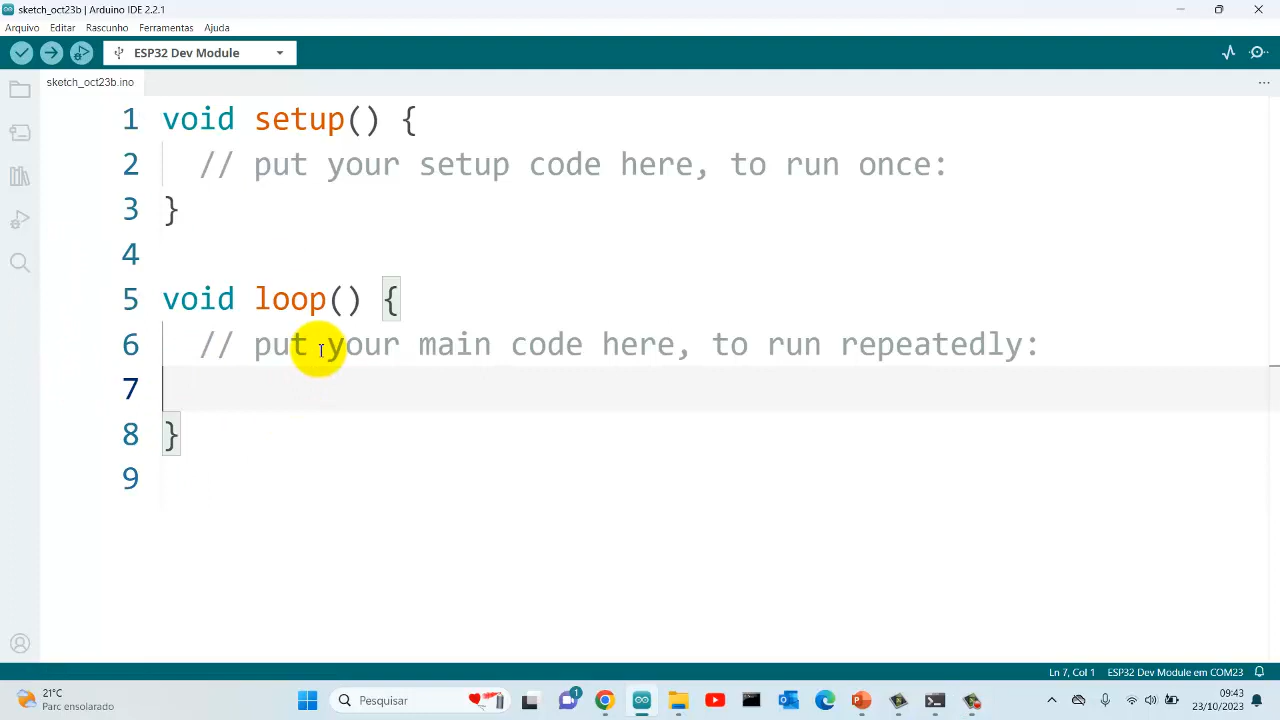 sketch_oct23b | Arduino IDE 2.2.1
Arquivo Editar Rascunho Ferramentas Ajuda
ESP32 Dev Module
sketch_oct23b.ino
1 void setup() {
2 // put your setup code here, to run once:
3 }
4
5 void loop() {
6 // put your main code here, to run repeatedly:
7
8 }
9
Ln 7, Col 1 ESP32 Dev Module em COM23
21°C
Parc ensolarado
Pesquisar
1
09:43
23/10/2023